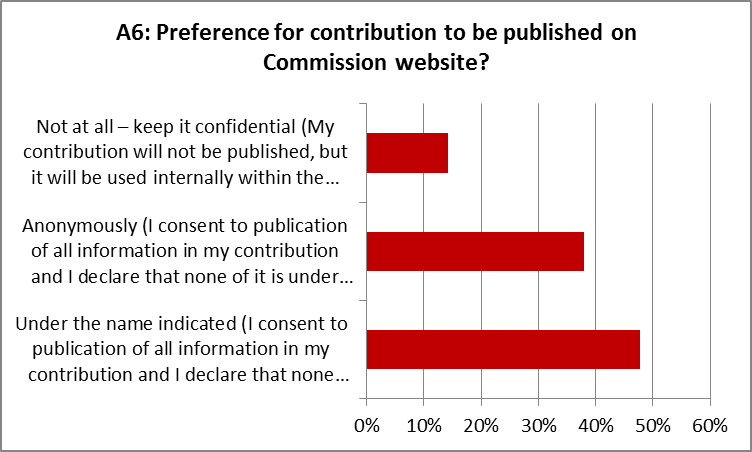 A6: Preference for contribution to be published on
Commission website?
Not at all – keep it confidential (My
contribution will not be published, but
it will be used internally within the...
Anonymously (I consent to publication
of all information in my contribution
and I declare that none of it is under...
Under the name indicated (I consent to
publication of all information in my
contribution and I declare that none...
0% 10% 20% 30% 40% 50% 60%